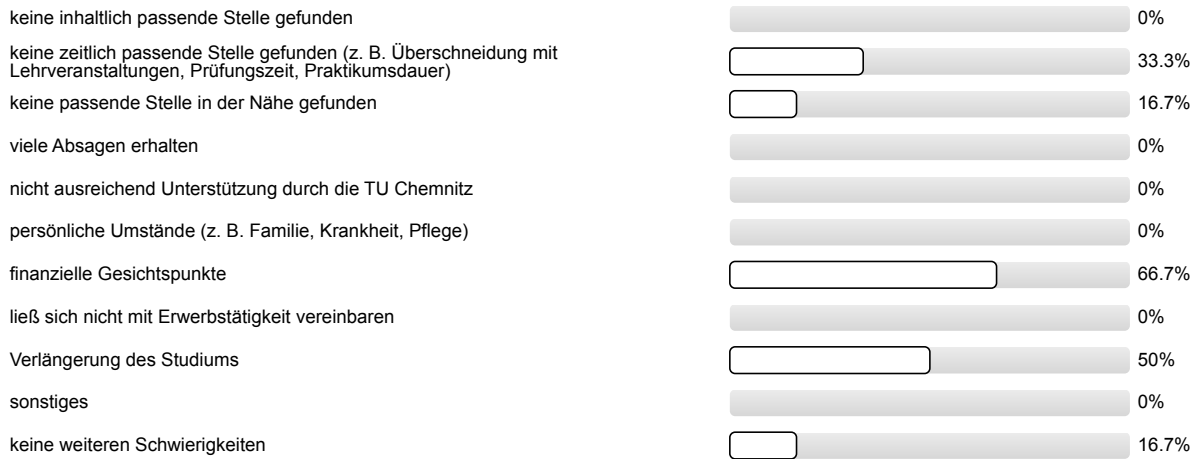 keine inhaltlich passende Stelle gefunden 0%
keine zeitlich passende Stelle gefunden (z. B. Überschneidung mit
Lehrveranstaltungen, Prüfungszeit, Praktikumsdauer) 33.3%
keine passende Stelle in der Nähe gefunden 16.7%
viele Absagen erhalten 0%
nicht ausreichend Unterstützung durch die TU Chemnitz 0%
persönliche Umstände (z. B. Familie, Krankheit, Pflege) 0%
finanzielle Gesichtspunkte 66.7%
ließ sich nicht mit Erwerbstätigkeit vereinbaren 0%
Verlängerung des Studiums 50%
sonstiges 0%
keine weiteren Schwierigkeiten 16.7%